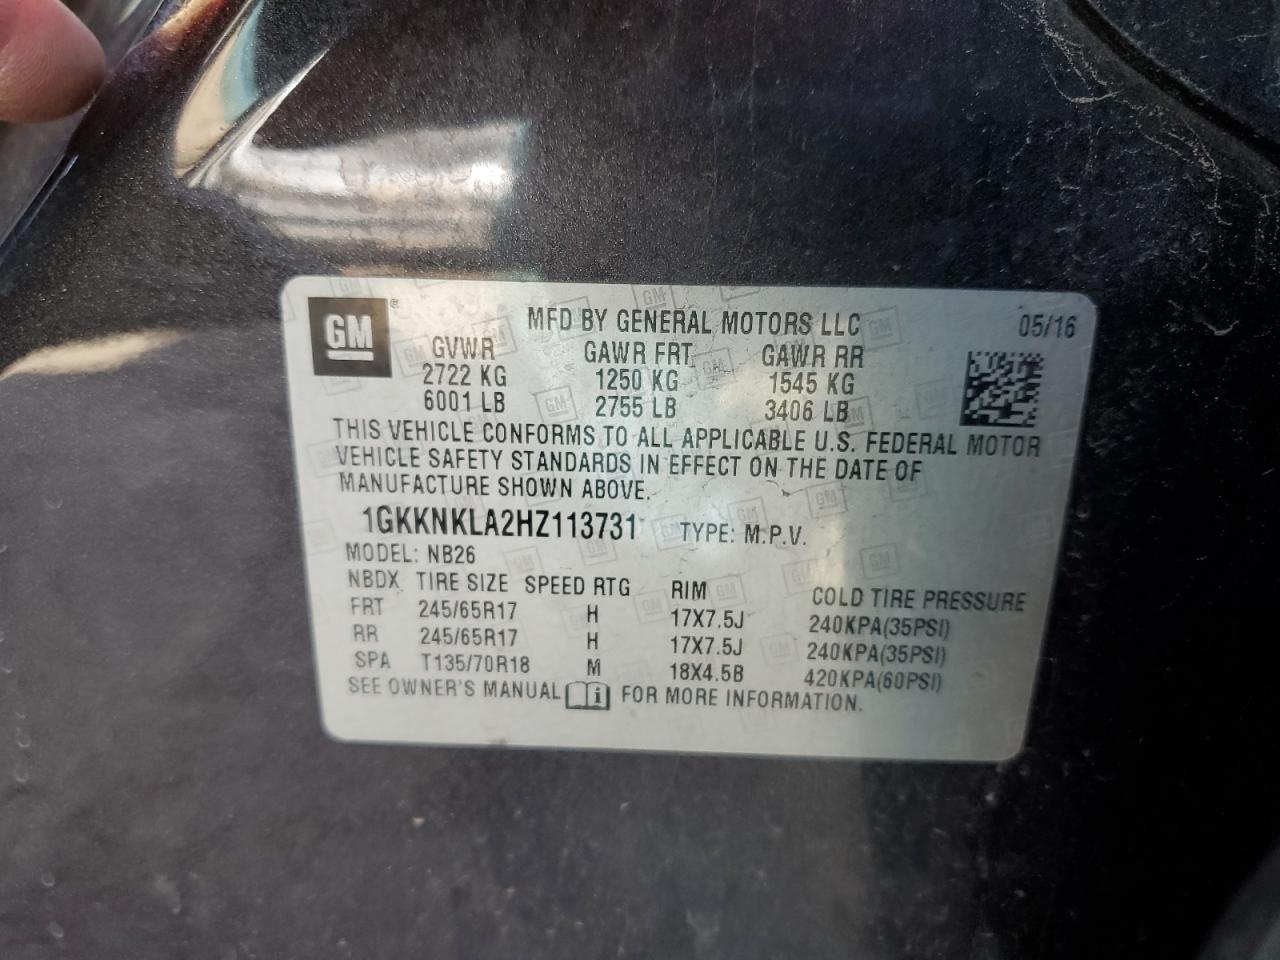 GM ®
MFD BY GENERAL MOTORS LLC 05/16
GVWR GAWR FRT GAWR RR
2722 KG 1250 KG 1545 KG
6001 LB 2755 LB 3406 LB
THIS VEHICLE CONFORMS TO ALL APPLICABLE U.S. FEDERAL MOTOR
VEHICLE SAFETY STANDARDS IN EFFECT ON THE DATE OF
MANUFACTURE SHOWN ABOVE.
1GKKNKLA2HZ113731 TYPE: M.P.V.
MODEL: NB26
NBDX TIRE SIZE SPEED RTG RIM COLD TIRE PRESSURE
FRT 245/65R17 H 17X7.5J 240KPA(35PSI)
RR 245/65R17 H 17X7.5J 240KPA(35PSI)
SPA T135/70R18 M 18X4.5B 420KPA(60PSI)
SEE OWNER'S MANUAL i FOR MORE INFORMATION.